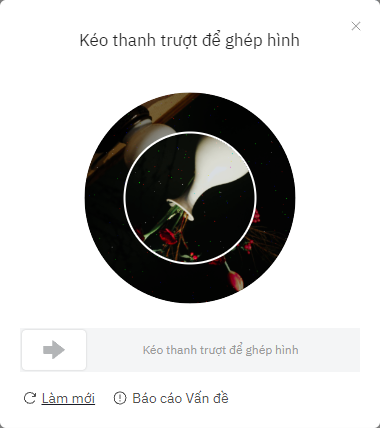 Kéo thanh trượt để ghép hình
Kéo thanh trượt để ghép hình
Làm mới
Báo cáo Vấn đề